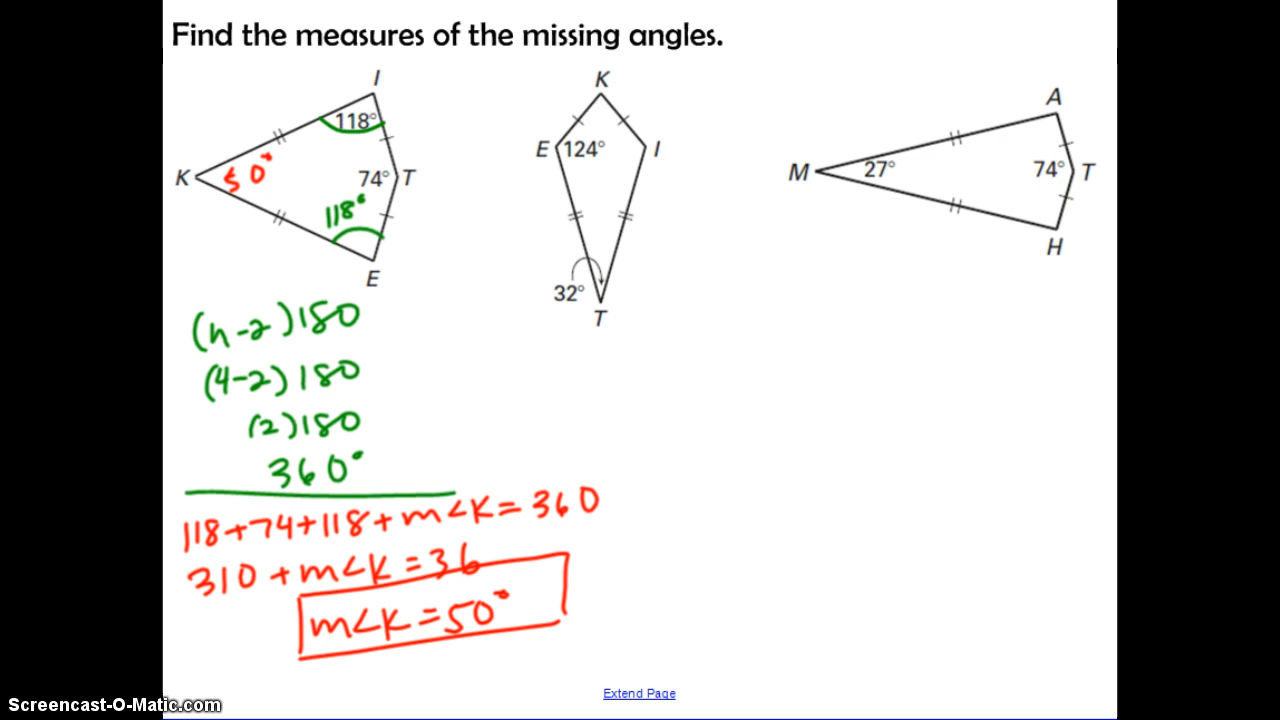 Find the measures of the missing angles.
I
118°
K
50°
74°
T
118°
E
K
E
124°
I
32°
T
A
M
27°
74°
T
H
(n-2)180
(4-2)180
(2)180
360°
118+74+118+m<K=360
310+m<K=36
m<K=50°
Extend Page
Screencast-O-Matic.com